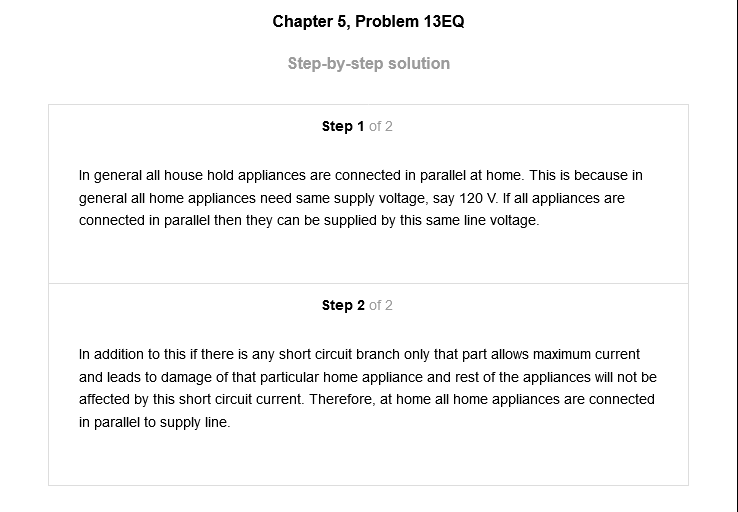 Chapter 5, Problem 13EQ
Step-by-step solution
Step 1 of 2
In general all house hold appliances are connected in parallel at home. This is because in
general all home appliances need same supply voltage, say 120 V. If all appliances are
connected in parallel then they can be supplied by this same line voltage.
Step 2 of 2
In addition to this if there is any short circuit branch only that part allows maximum current
and leads to damage of that particular home appliance and rest of the appliances will not be
affected by this short circuit current. Therefore, at home all home appliances are connected
in parallel to supply line.